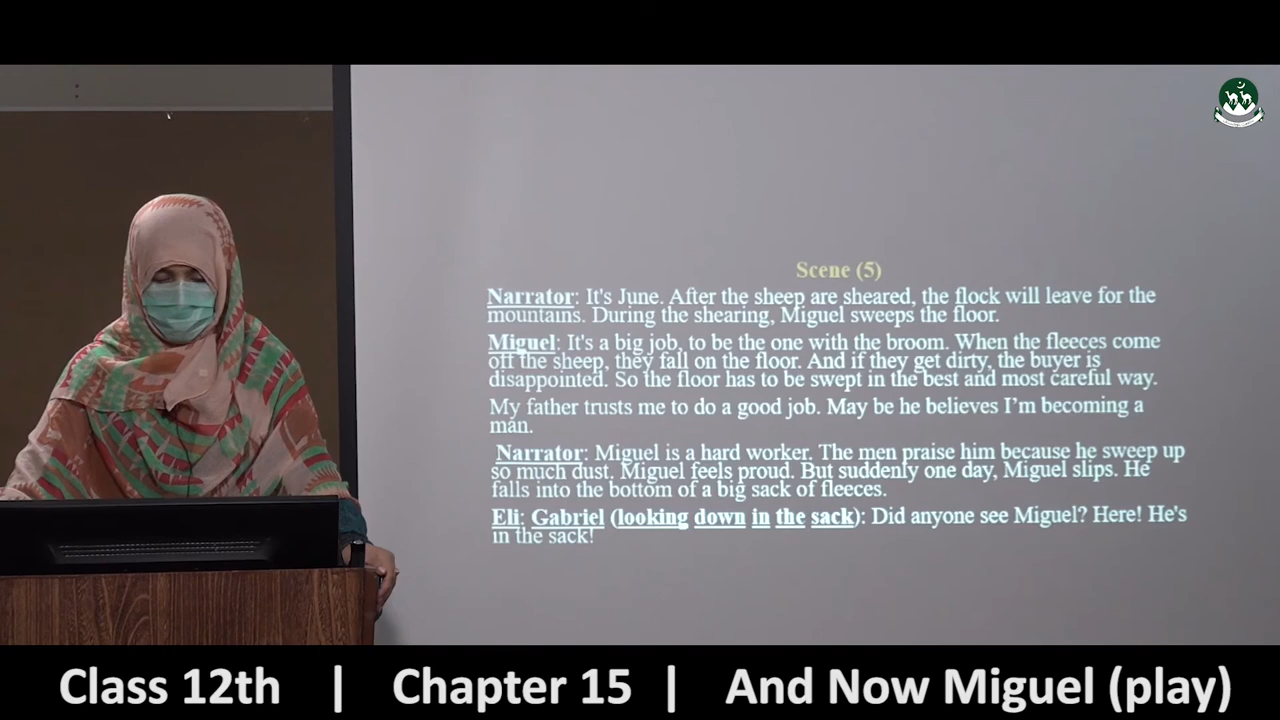 Scene (5)
Narrator: It's June. After the sheep are sheared, the flock will leave for the
mountains. During the shearing, Miguel sweeps the floor.
Miguel: It's a big job, to be the one with the broom. When the fleeces come
off the sheep, they fall on the floor. And if they get dirty, the buyer is
disappointed. So the floor has to be swept in the best and most careful way.
My father trusts me to do a good job. May be he believes I'm becoming a
man.
Narrator: Miguel is a hard worker. The men praise him because he sweep up
so much dust. Miguel feels proud. But suddenly one day, Miguel slips. He
falls into the bottom of a big sack of fleeces.
Eli: Gabriel (looking down in the sack): Did anyone see Miguel? Here! He's
in the sack!
Class 12th | Chapter 15 | And Now Miguel (play)